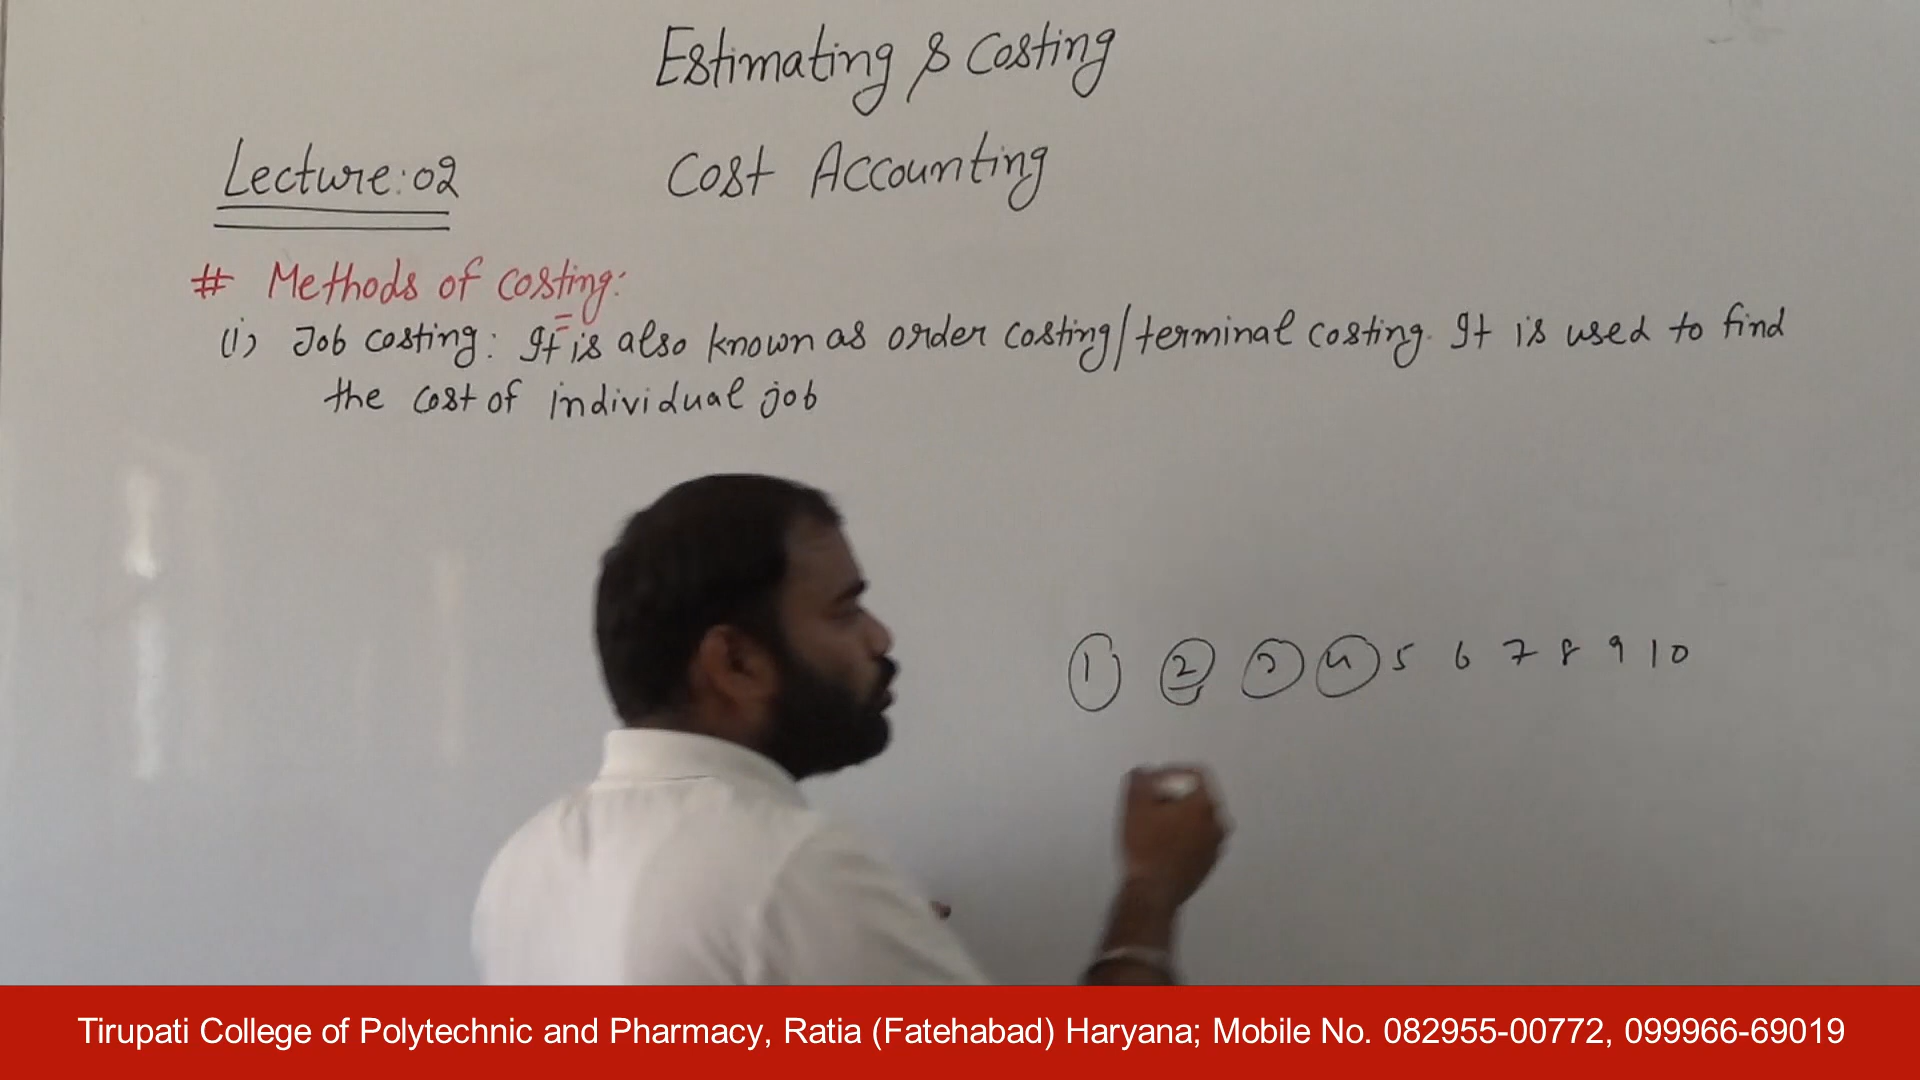 Estimating & Costing
Lecture:02
Cost Accounting
# Methods of costing:
(i) Job costing: It is also known as order costing/terminal costing. It is used to find
the cost of individual job
1 2 3 4 5 6 7 8 9 10
Tirupati College of Polytechnic and Pharmacy, Ratia (Fatehabad) Haryana; Mobile No. 082955-00772, 099966-69019